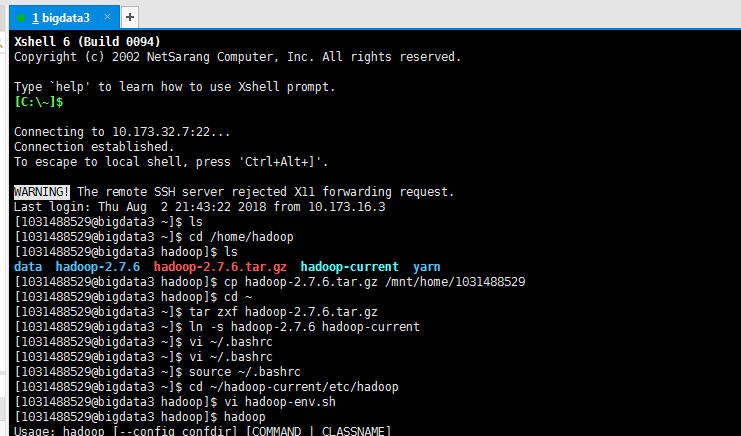 1 bigdata3 × +
Xshell 6 (Build 0094)
Copyright (c) 2002 NetSarang Computer, Inc. All rights reserved.
Type `help' to learn how to use Xshell prompt.
[C:\~]$
Connecting to 10.173.32.7:22...
Connection established.
To escape to local shell, press 'Ctrl+Alt+]'.
WARNING! The remote SSH server rejected X11 forwarding request.
Last login: Thu Aug  2 21:43:22 2018 from 10.173.16.3
[1031488529@bigdata3 ~]$ ls
[1031488529@bigdata3 ~]$ cd /home/hadoop
[1031488529@bigdata3 hadoop]$ ls
data  hadoop-2.7.6  hadoop-2.7.6.tar.gz  hadoop-current  yarn
[1031488529@bigdata3 hadoop]$ cp hadoop-2.7.6.tar.gz /mnt/home/1031488529
[1031488529@bigdata3 hadoop]$ cd ~
[1031488529@bigdata3 ~]$ tar zxf hadoop-2.7.6.tar.gz
[1031488529@bigdata3 ~]$ ln -s hadoop-2.7.6 hadoop-current
[1031488529@bigdata3 ~]$ vi ~/.bashrc
[1031488529@bigdata3 ~]$ vi ~/.bashrc
[1031488529@bigdata3 ~]$ source ~/.bashrc
[1031488529@bigdata3 ~]$ cd ~/hadoop-current/etc/hadoop
[1031488529@bigdata3 hadoop]$ vi hadoop-env.sh
[1031488529@bigdata3 hadoop]$ hadoop
Usage: hadoop [--config confdir] [COMMAND | CLASSNAME]